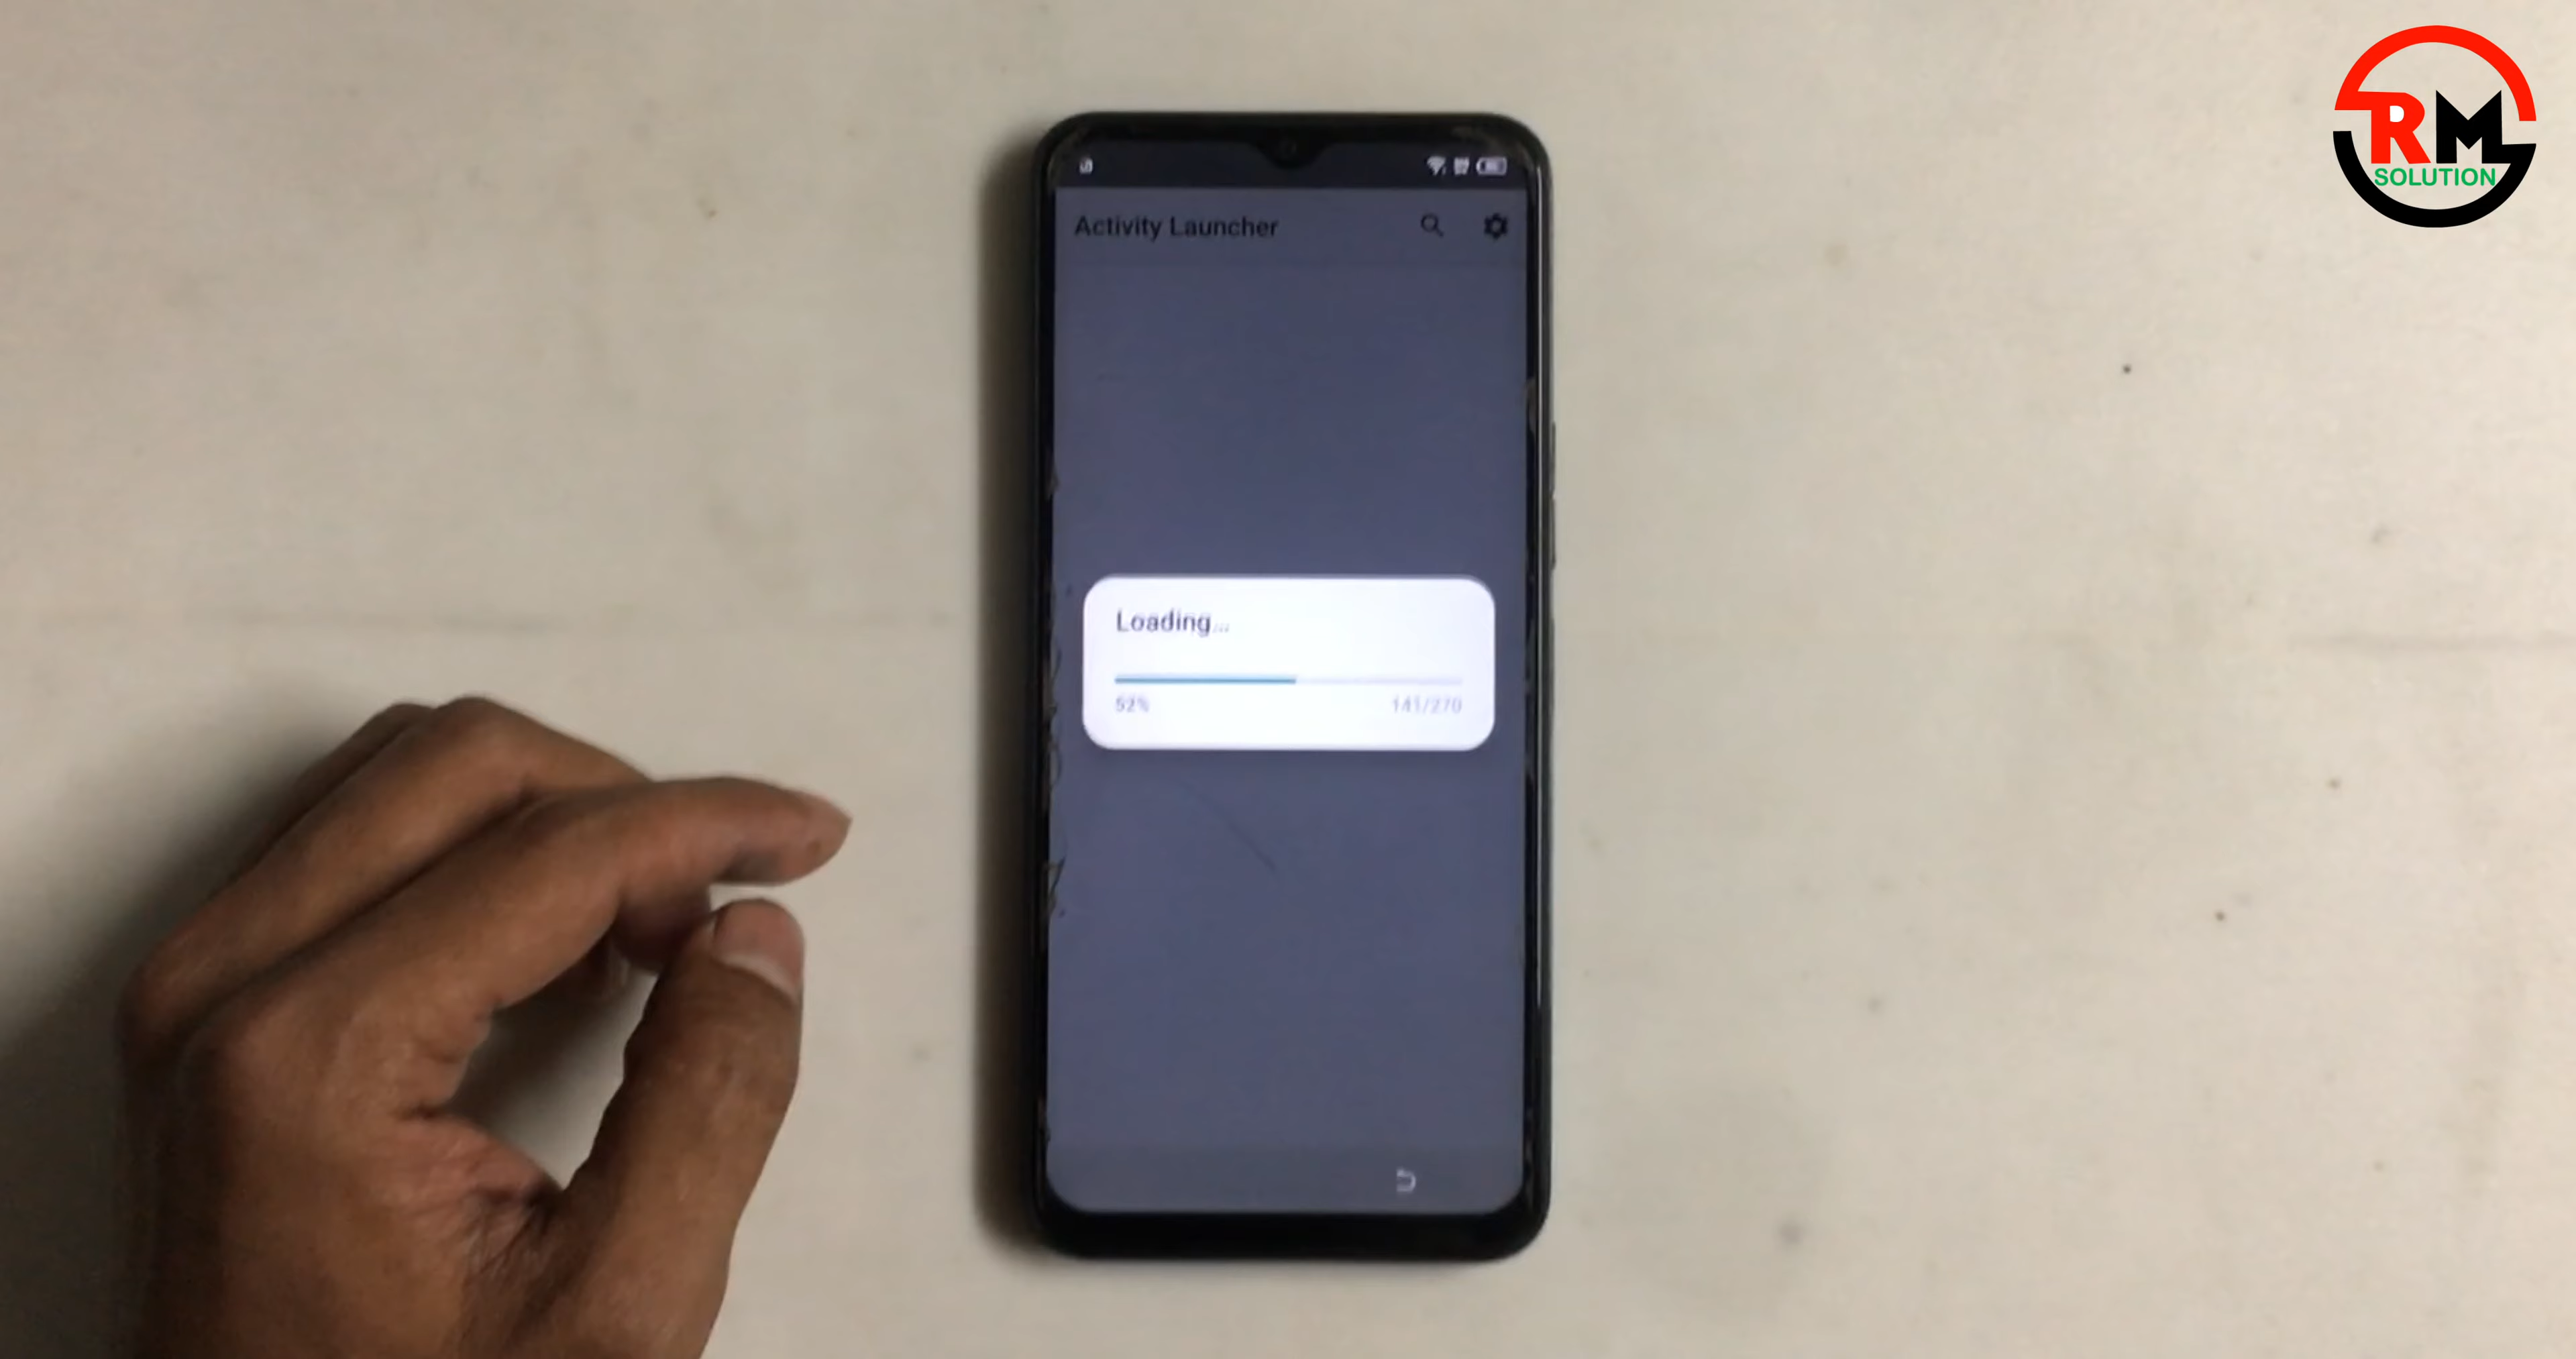 RM
SOLUTION
Activity Launcher
Loading...
52%
141/270